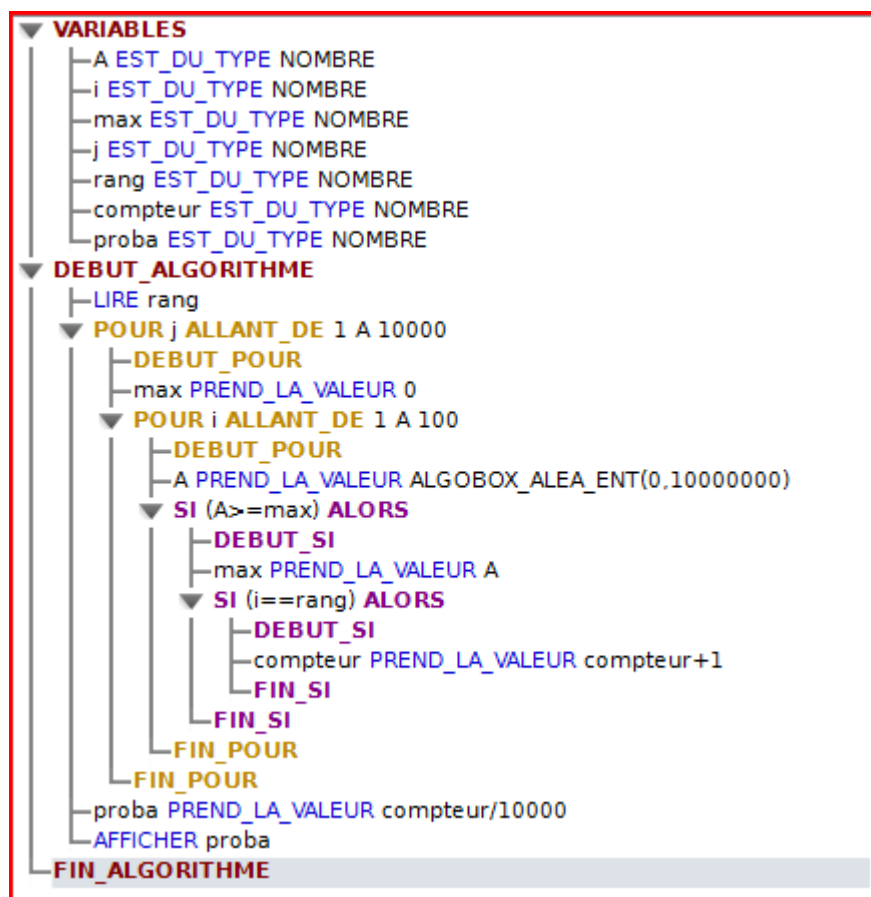 VARIABLES
A EST_DU_TYPE NOMBRE
i EST_DU_TYPE NOMBRE
max EST_DU_TYPE NOMBRE
j EST_DU_TYPE NOMBRE
rang EST_DU_TYPE NOMBRE
compteur EST_DU_TYPE NOMBRE
proba EST_DU_TYPE NOMBRE
DEBUT_ALGORITHME
LIRE rang
POUR j ALLANT_DE 1 A 10000
DEBUT_POUR
max PREND_LA_VALEUR 0
POUR i ALLANT_DE 1 A 100
DEBUT_POUR
A PREND_LA_VALEUR ALGOBOX_ALEA_ENT(0,10000000)
SI (A>=max) ALORS
DEBUT_SI
max PREND_LA_VALEUR A
SI (i==rang) ALORS
DEBUT_SI
compteur PREND_LA_VALEUR compteur+1
FIN_SI
FIN_SI
FIN_POUR
FIN_POUR
proba PREND_LA_VALEUR compteur/10000
AFFICHER proba
FIN_ALGORITHME